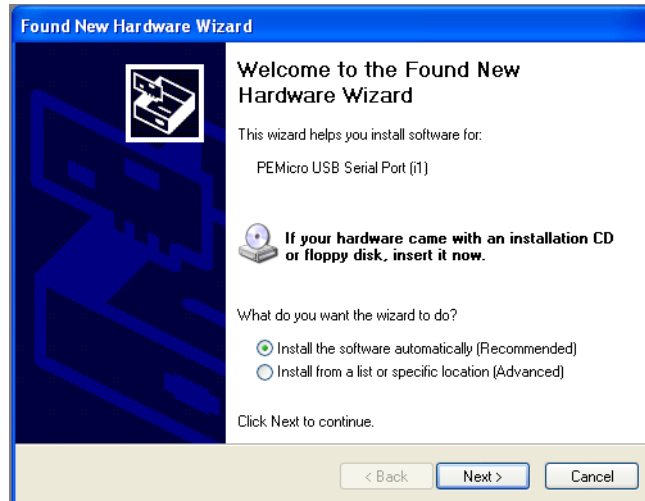 Found New Hardware Wizard
Welcome to the Found New
Hardware Wizard
This wizard helps you install software for:
PEMicro USB Serial Port (i1)
If your hardware came with an installation CD
or floppy disk, insert it now.
What do you want the wizard to do?
Install the software automatically (Recommended)
Install from a list or specific location (Advanced)
Click Next to continue.
< Back Next > Cancel